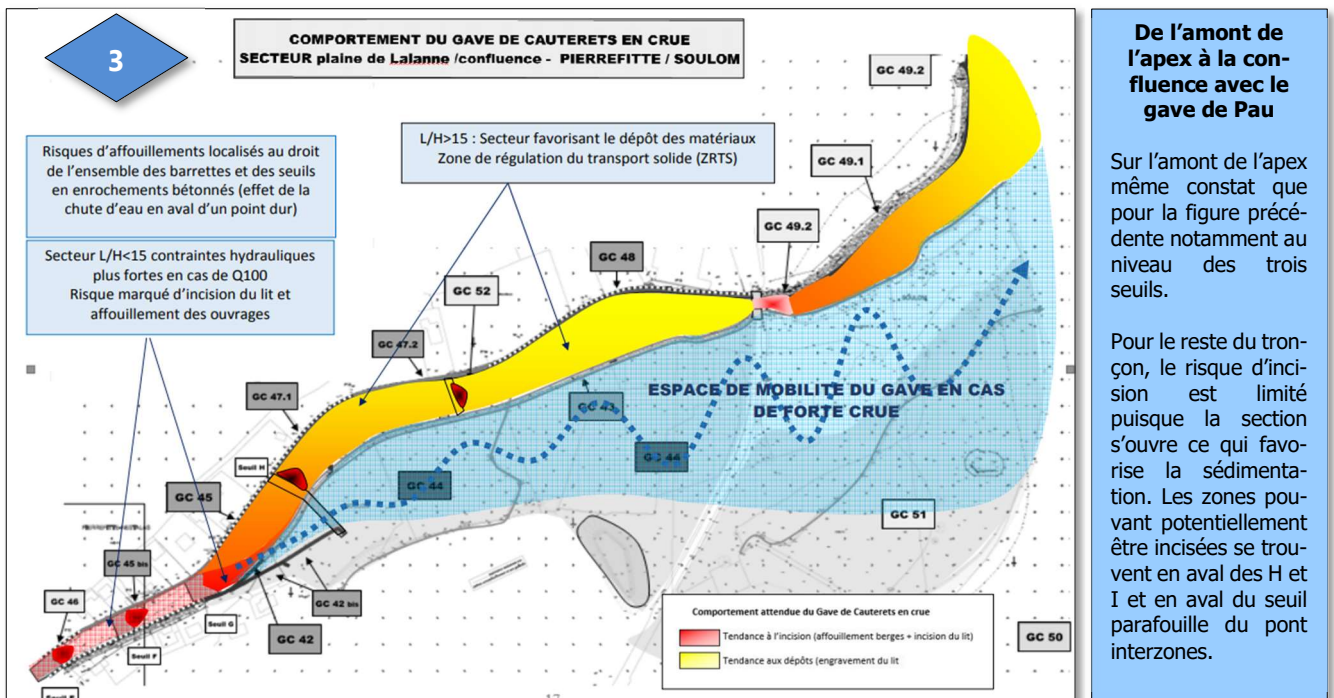 3
COMPORTEMENT DU GAVE DE CAUTERETS EN CRUE
SECTEUR plaine de Lalanne /confluence - PIERREFITTE / SOULOM
GC 49.2
Risques d'affouillements localisés au droit
de l'ensemble des barrettes et des seuils
en enrochements bétonnés (effet de la
chute d'eau en aval d'un point dur)
L/H>15 : Secteur favorisant le dépôt des matériaux
Zone de régulation du transport solide (ZRTS)
GC 49.1
Secteur L/H<15 contraintes hydrauliques
plus fortes en cas de Q100
Risque marqué d'incision du lit et
affouillement des ouvrages
GC 49.2
GC 48
GC 52
GC 47.2
GC 47.1
ESPACE DE MOBILITE DU GAVE EN CAS
DE FORTE CRUE
GC 43
GC 44
GC 44
Seuil H
GC 45
GC 51
GC 45 bis
GC 46
GC 42 bis
Seuil G
GC 42
Seuil F
Seuil E
Comportement attendue du Gave de Cauterets en crue
Tendance à l'incision (affouillement berges + incision du lit)
Tendance aux dépôts (engravement du lit
GC 50
17
De l'amont de
l'apex à la con-
fluence avec le
gave de Pau
Sur l'amont de l'apex
même constat que
pour la figure précé-
dente notamment au
niveau des trois
seuils.
Pour le reste du tron-
çon, le risque d'inci-
sion est limité
puisque la section
s'ouvre ce qui favo-
rise la sédimenta-
tion. Les zones pou-
vant potentiellement
être incisées se trou-
vent en aval des H et
I et en aval du seuil
parafouille du pont
interzones.